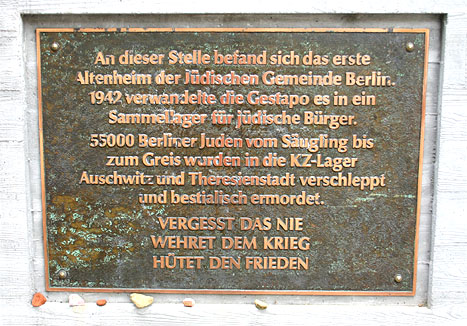 An dieser Stelle befand sich das erste
Altenheim der Jüdischen Gemeinde Berlin.
1942 verwandelte die Gestapo es in ein
Sammellager für jüdische Bürger.
55000 Berliner Juden vom Säugling bis
zum Greis wurden in die KZ-Lager
Auschwitz und Theresienstadt verschleppt
und bestialisch ermordet.
VERGESST DAS NIE
WEHRET DEM KRIEG
HÜTET DEN FRIEDEN